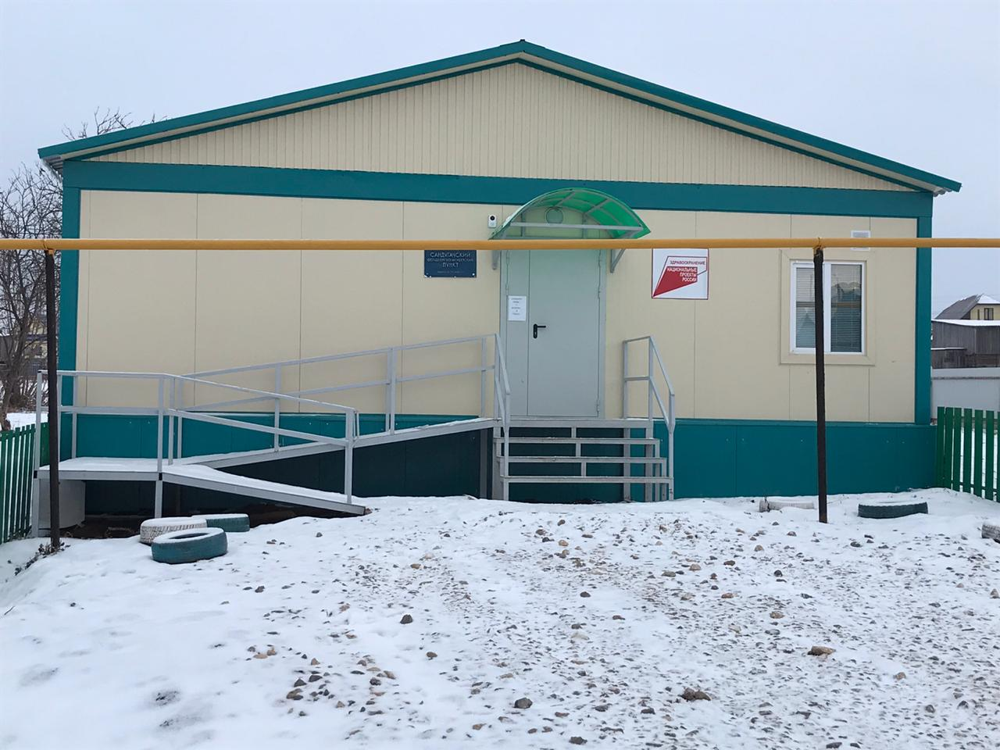 САНДУГАЧСКИЙ
ФЕЛЬДШЕРСКО-АКУШЕРСКИЙ
ПУНКТ
ЗДРАВООХРАНЕНИЕ
НАЦИОНАЛЬНЫЕ
ПРОЕКТЫ
РОССИИ